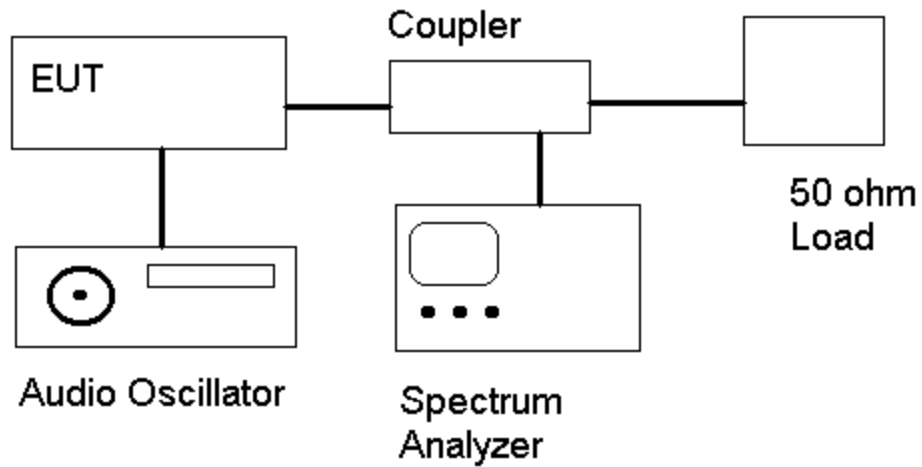 Coupler
EUT
50 ohm
Load
Audio Oscillator
Spectrum
Analyzer